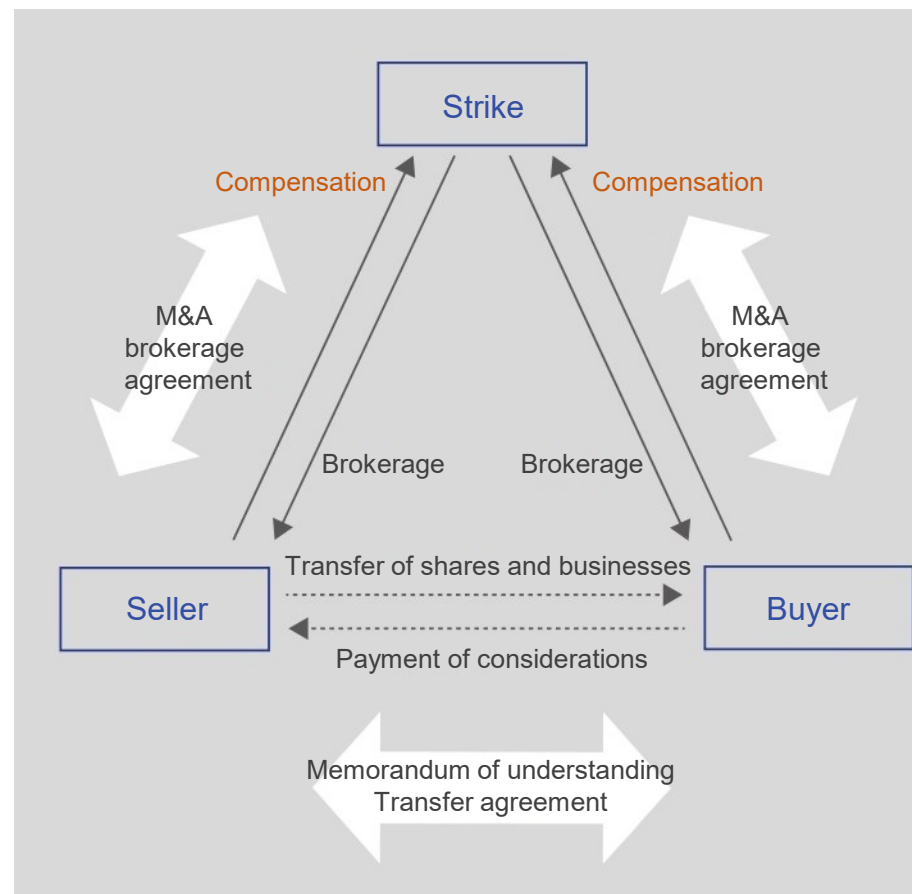 Strike
Compensation
Compensation
M&A
brokerage
agreement
M&A
brokerage
agreement
Brokerage
Brokerage
Transfer of shares and businesses
Seller
Buyer
Payment of considerations
Memorandum of understanding
Transfer agreement